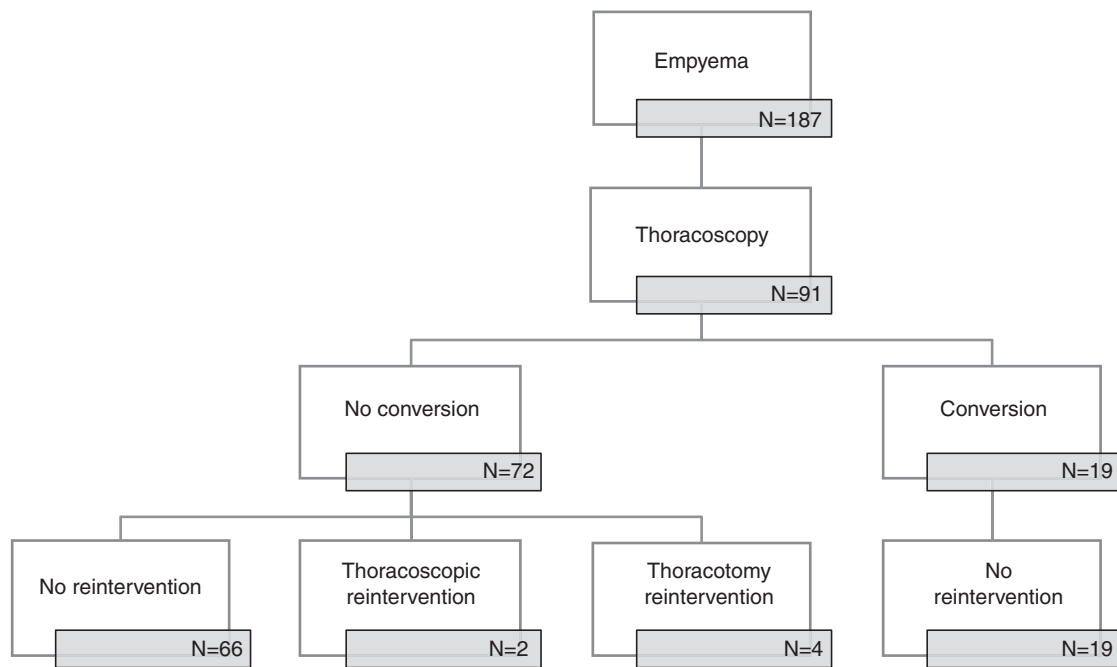 Empyema
N=187
Thoracoscopy
N=91
No conversion
N=72
Conversion
N=19
No reintervention
N=66
Thoracoscopic
reintervention
N=2
Thoracotomy
reintervention
N=4
No
reintervention
N=19